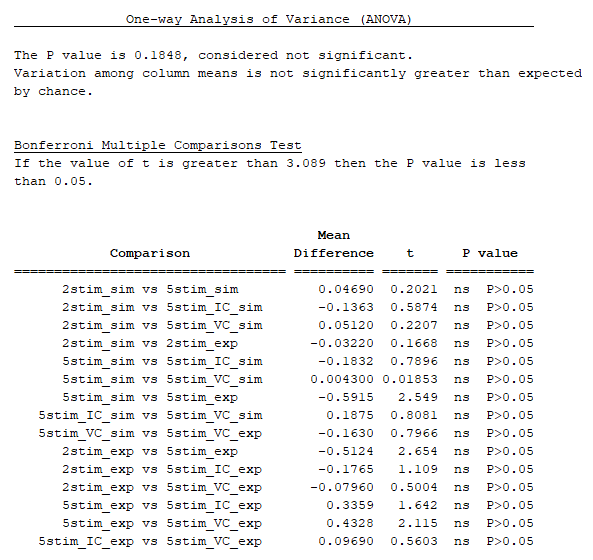 One-way Analysis of Variance (ANOVA)
The P value is 0.1848, considered not significant.
Variation among column means is not significantly greater than expected
by chance.
Bonferroni Multiple Comparisons Test
If the value of t is greater than 3.089 then the P value is less
than 0.05.
Mean
Comparison Difference t P value
================================== ========== ======= ===========
2stim_sim vs 5stim_sim 0.04690 0.2021 ns P>0.05
2stim_sim vs 5stim_IC_sim -0.1363 0.5874 ns P>0.05
2stim_sim vs 5stim_VC_sim 0.05120 0.2207 ns P>0.05
2stim_sim vs 2stim_exp -0.03220 0.1668 ns P>0.05
5stim_sim vs 5stim_IC_sim -0.1832 0.7896 ns P>0.05
5stim_sim vs 5stim_VC_sim 0.004300 0.01853 ns P>0.05
5stim_sim vs 5stim_exp -0.5915 2.549 ns P>0.05
5stim_IC_sim vs 5stim_VC_sim 0.1875 0.8081 ns P>0.05
5stim_VC_sim vs 5stim_VC_exp -0.1630 0.7966 ns P>0.05
2stim_exp vs 5stim_exp -0.5124 2.654 ns P>0.05
2stim_exp vs 5stim_IC_exp -0.1765 1.109 ns P>0.05
2stim_exp vs 5stim_VC_exp -0.07960 0.5004 ns P>0.05
5stim_exp vs 5stim_IC_exp 0.3359 1.642 ns P>0.05
5stim_exp vs 5stim_VC_exp 0.4328 2.115 ns P>0.05
5stim_IC_exp vs 5stim_VC_exp 0.09690 0.5603 ns P>0.05